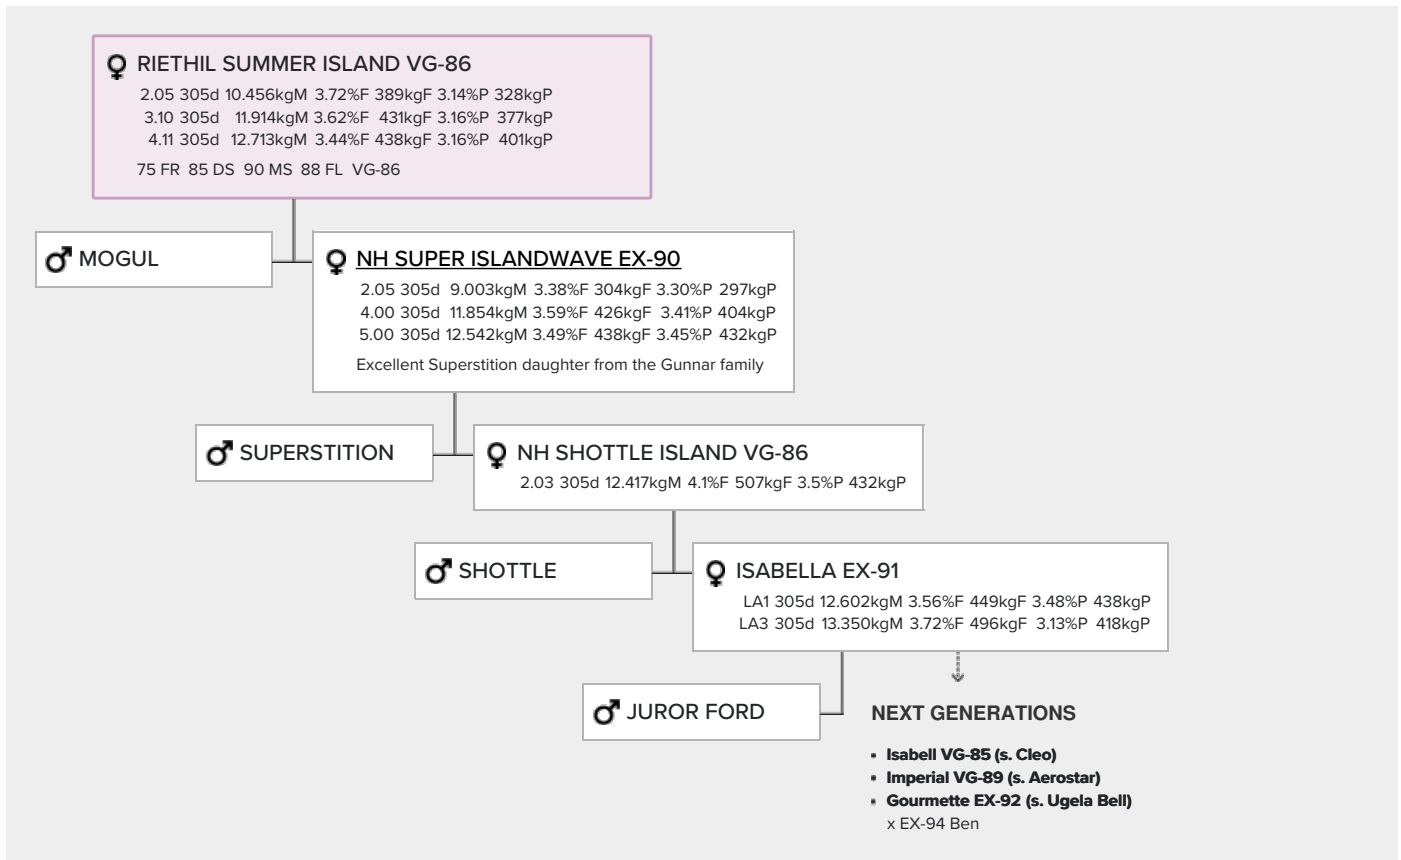 RIETHIL SUMMER ISLAND VG-86
2.05 305d 10.456kgM 3.72%F 389kgF 3.14%P 328kgP
3.10 305d 11.914kgM 3.62%F 431kgF 3.16%P 377kgP
4.11 305d 12.713kgM 3.44%F 438kgF 3.16%P 401kgP
75 FR 85 DS 90 MS 88 FL VG-86
MOGUL
NH SUPER ISLANDWAVE EX-90
2.05 305d 9.003kgM 3.38%F 304kgF 3.30%P 297kgP
4.00 305d 11.854kgM 3.59%F 426kgF 3.41%P 404kgP
5.00 305d 12.542kgM 3.49%F 438kgF 3.45%P 432kgP
Excellent Superstition daughter from the Gunnar family
SUPERSTITION
NH SHOTTLE ISLAND VG-86
2.03 305d 12.417kgM 4.1%F 507kgF 3.5%P 432kgP
SHOTTLE
ISABELLA EX-91
LA1 305d 12.602kgM 3.56%F 449kgF 3.48%P 438kgP
LA3 305d 13.350kgM 3.72%F 496kgF 3.13%P 418kgP
JUROR FORD
NEXT GENERATIONS
• Isabell VG-85 (s. Cleo)
• Imperial VG-89 (s. Aerostar)
• Gourmette EX-92 (s. Ugela Bell)
x EX-94 Ben